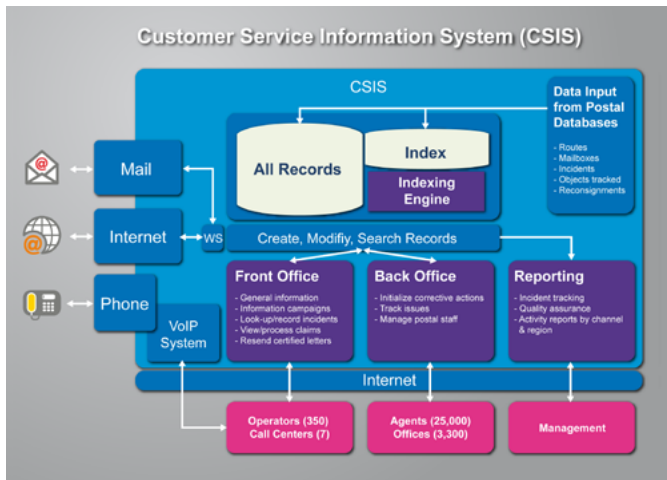 Customer Service Information System (CSIS)
CSIS
Data Input
from Postal
Databases
- Routes
- Mailboxes
- Incidents
- Objects tracked
- Reconsignments
All Records
Index
Indexing
Engine
@
Mail
@
Internet
WS
Create, Modifiy, Search Records
Phone
VoIP
System
Front Office
- General information
- Information campaigns
- Look-up/record incidents
- View/process claims
- Resend certified letters
Back Office
- Initialize corrective actions
- Track issues
- Manage postal staff
Reporting
- Incident tracking
- Quality assurance
- Activity reports by channel
& region
Internet
Operators (350)
Call Centers (7)
Agents (25,000)
Offices (3,300)
Management